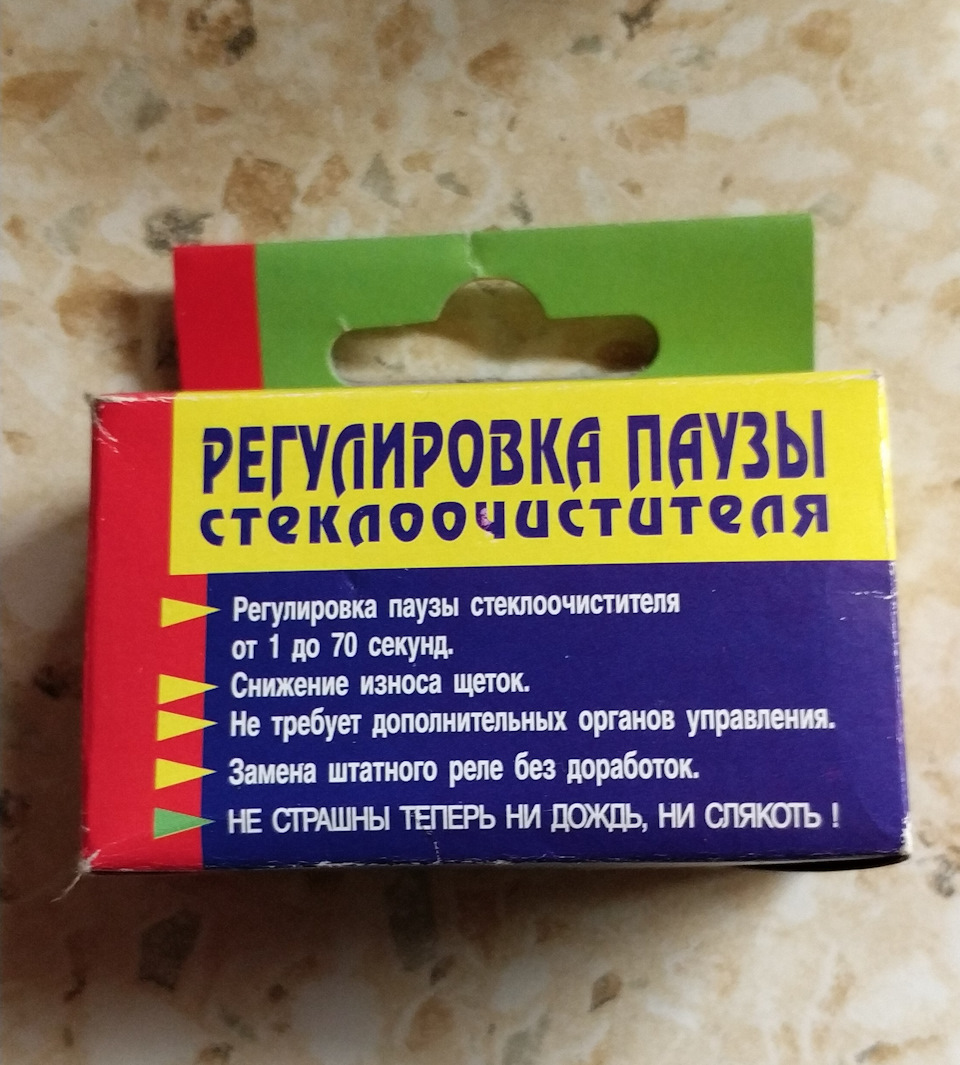 РЕГУЛИРОВКА ПАУЗЫ
стеклоочистителя
Регулировка паузы стеклоочистителя
от 1 до 70 секунд.
Снижение износа щеток.
Не требует дополнительных органов управления.
Замена штатного реле без доработок.
НЕ СТРАШНЫ ТЕПЕРЬ НИ ДОЖДЬ, НИ СЛЯКОТЬ !